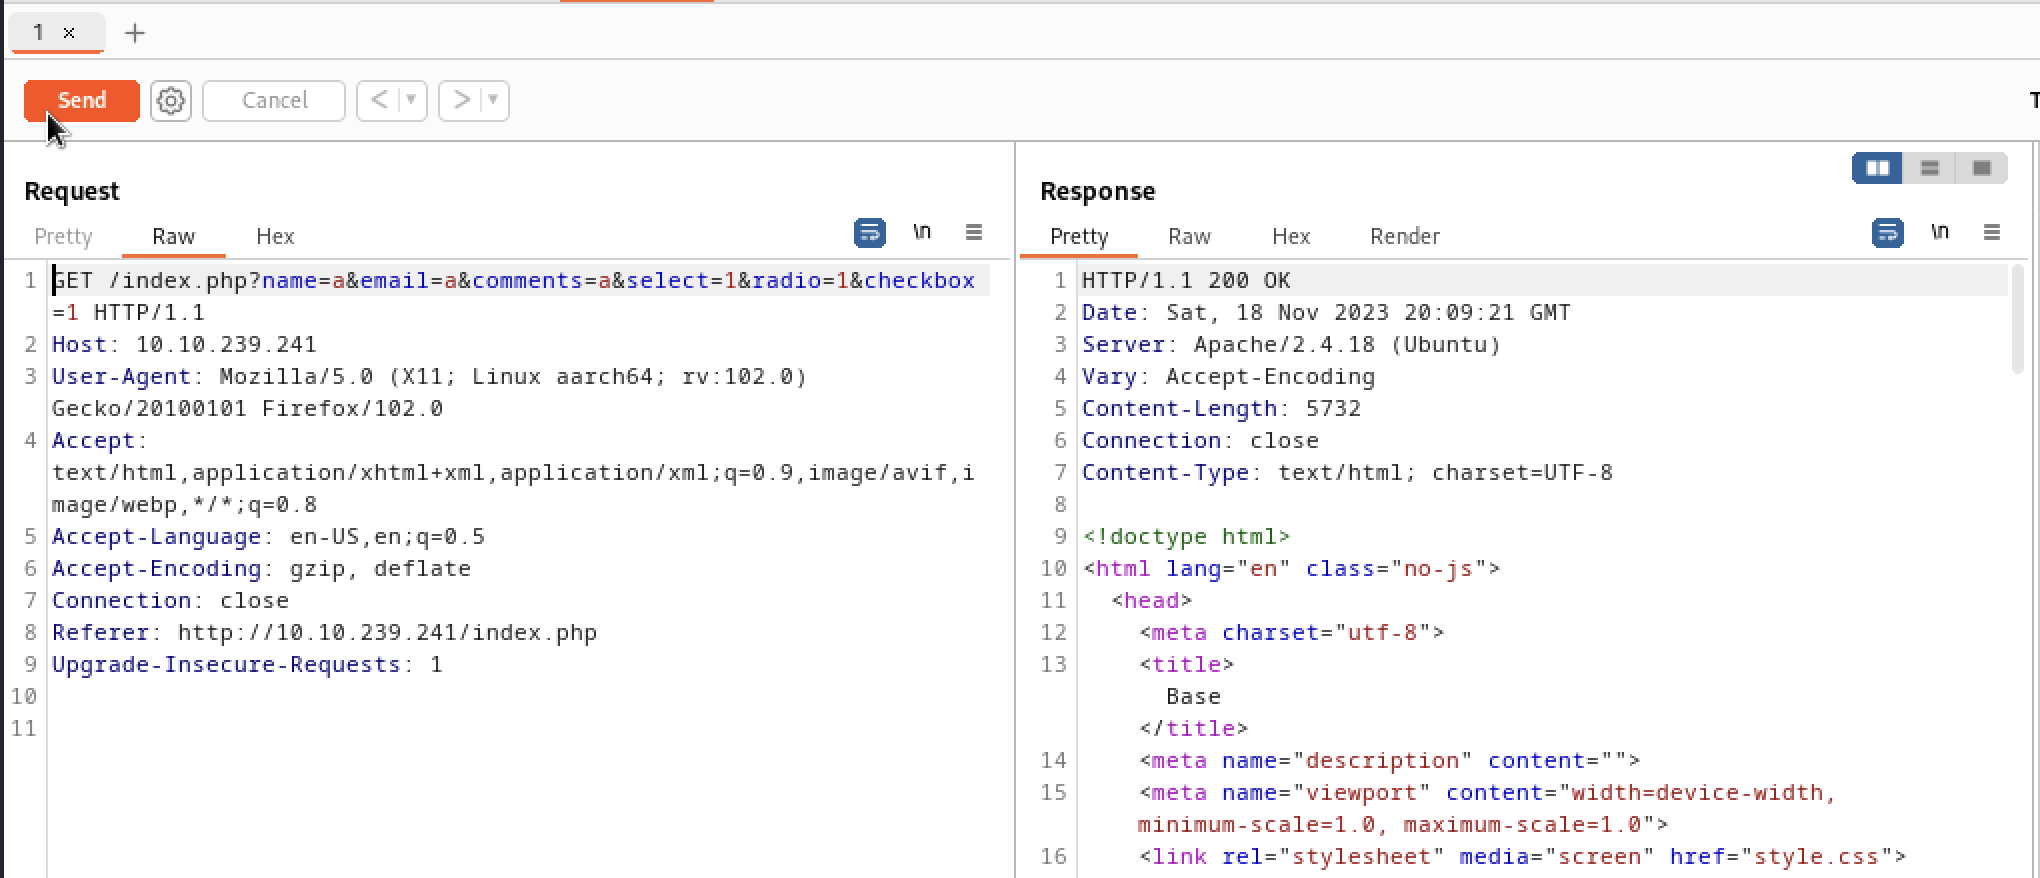 1 × +
Send Cancel < ▼ > ▼ T
Request
Pretty Raw Hex \n
1 GET /index.php?name=a&email=a&comments=a&select=1&radio=1&checkbox
=1 HTTP/1.1
2 Host: 10.10.239.241
3 User-Agent: Mozilla/5.0 (X11; Linux aarch64; rv:102.0)
Gecko/20100101 Firefox/102.0
4 Accept:
text/html,application/xhtml+xml,application/xml;q=0.9,image/avif,i
mage/webp,*/*;q=0.8
5 Accept-Language: en-US,en;q=0.5
6 Accept-Encoding: gzip, deflate
7 Connection: close
8 Referer: http://10.10.239.241/index.php
9 Upgrade-Insecure-Requests: 1
10
11
Response
Pretty Raw Hex Render \n
1 HTTP/1.1 200 OK
2 Date: Sat, 18 Nov 2023 20:09:21 GMT
3 Server: Apache/2.4.18 (Ubuntu)
4 Vary: Accept-Encoding
5 Content-Length: 5732
6 Connection: close
7 Content-Type: text/html; charset=UTF-8
8
9 <!doctype html>
10 <html lang="en" class="no-js">
11 <head>
12 <meta charset="utf-8">
13 <title>
Base
</title>
14 <meta name="description" content="">
15 <meta name="viewport" content="width=device-width,
minimum-scale=1.0, maximum-scale=1.0">
16 <link rel="stylesheet" media="screen" href="style.css">